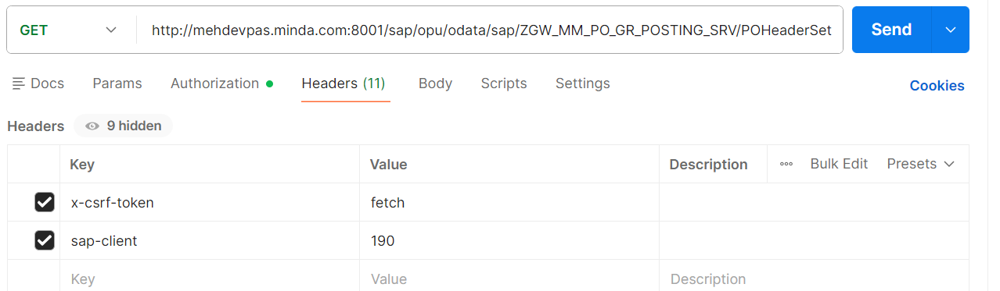 GET http://mehdevpas.minda.com:8001/sap/opu/odata/sap/ZGW_MM_PO_GR_POSTING_SRV/POHeaderSet Send
Docs Params Authorization Headers (11) Body Scripts Settings Cookies
Headers 9 hidden
Key Value Description Bulk Edit Presets
x-csrf-token fetch
sap-client 190
Key Value Description